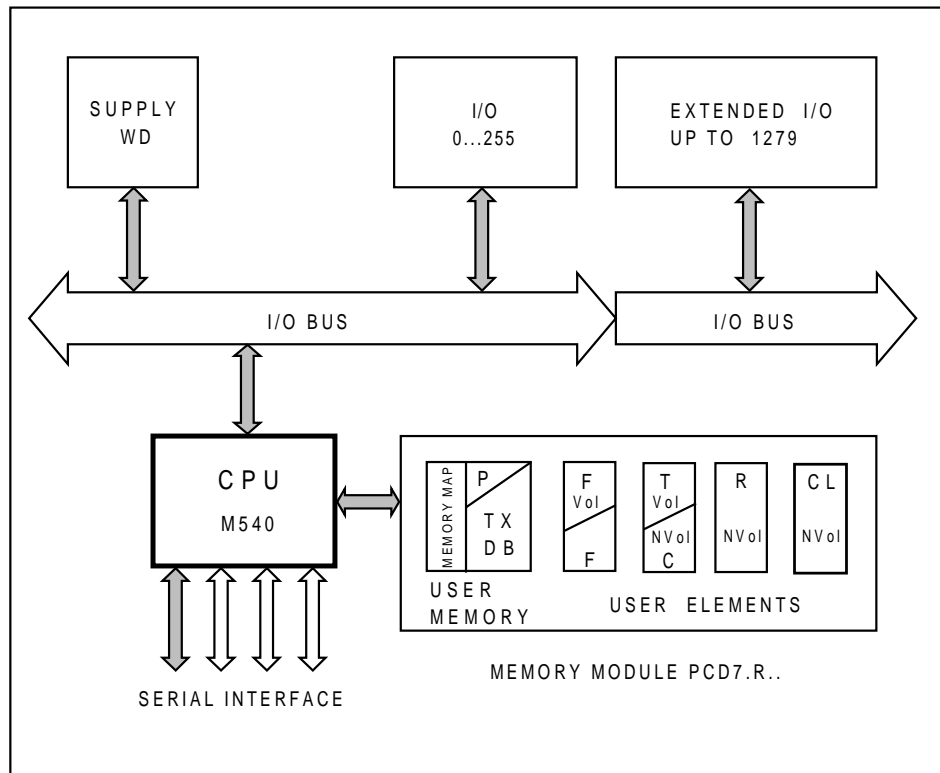 SUPPLY
WD
I/O
0...255
EXTENDED I/O
UP TO 1279
I/O BUS
I/O BUS
CPU
M540
MEMORY MAP
P
TX
DB
F
Vol
F
T
Vol
NVol
C
R
NVol
CL
NVol
USER
MEMORY
USER ELEMENTS
SERIAL INTERFACE
MEMORY MODULE PCD7.R..